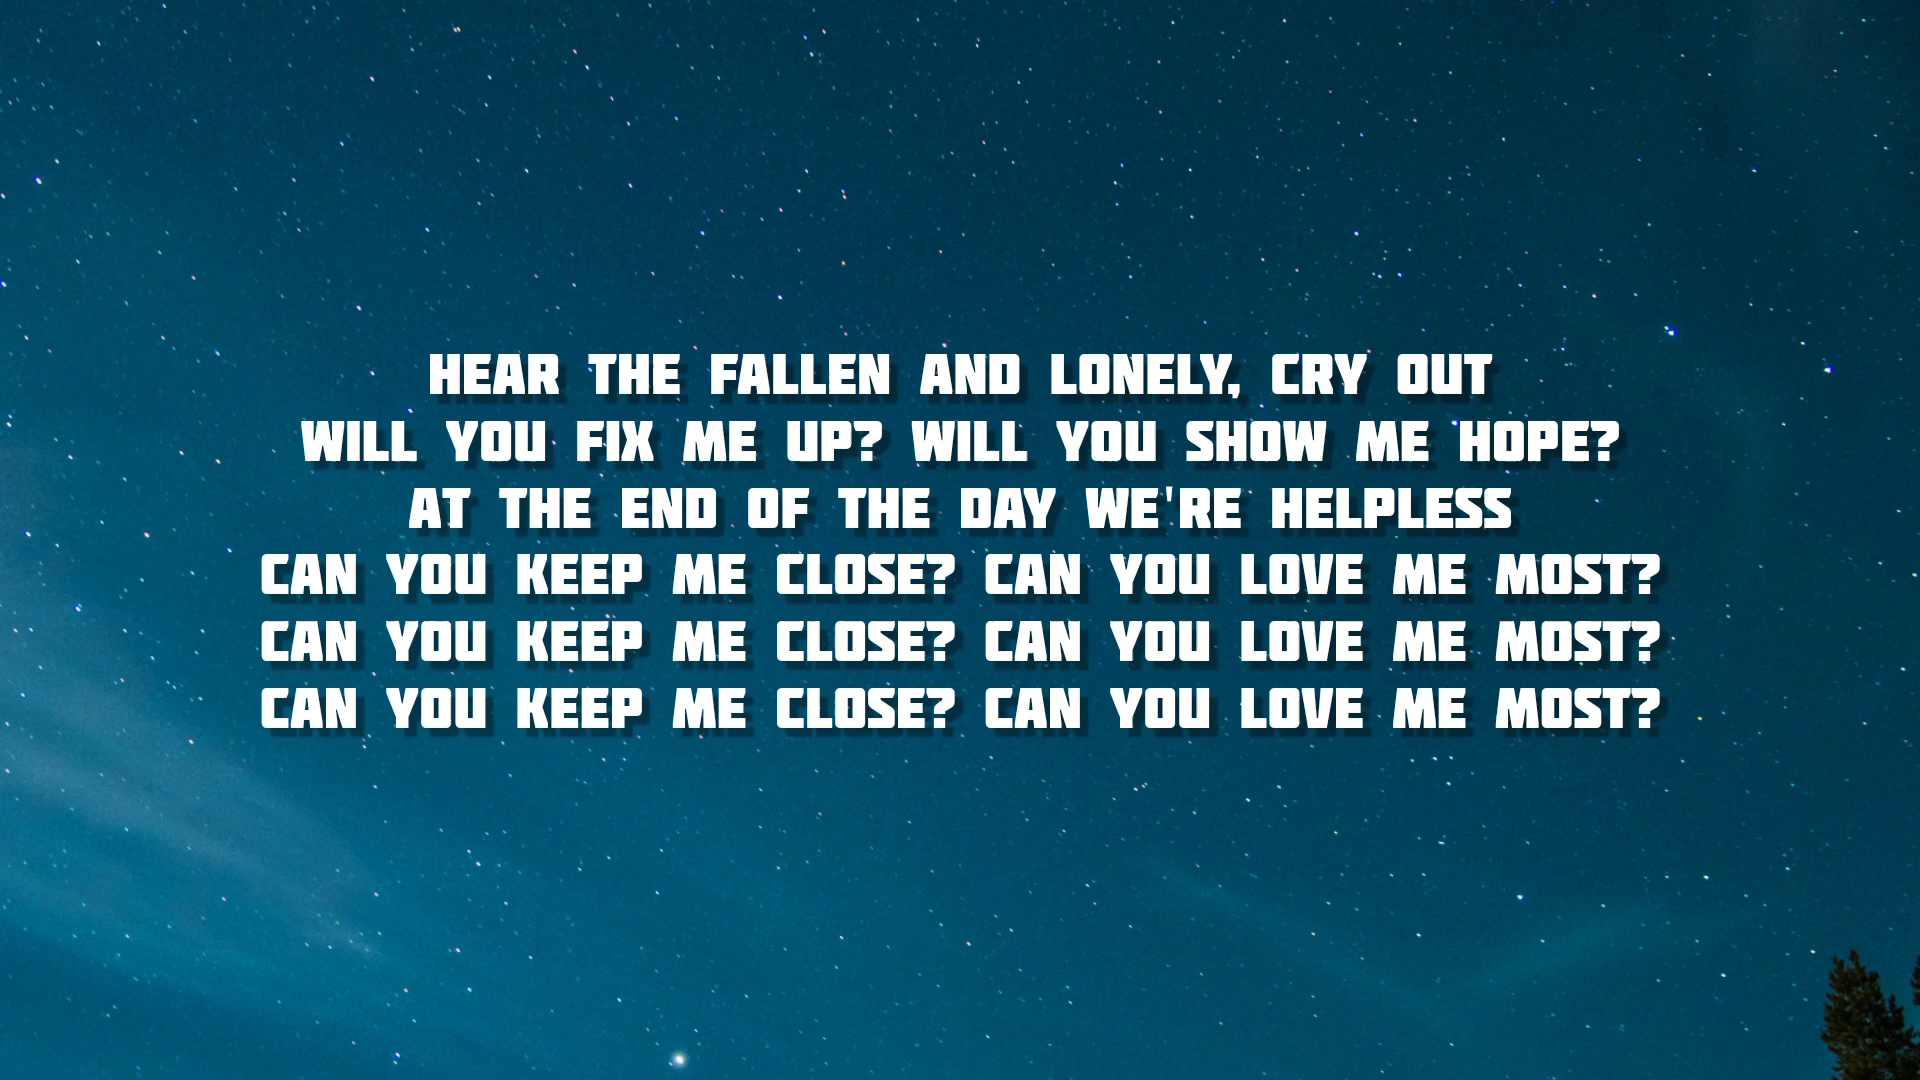 HEAR THE FALLEN AND LONELY, CRY OUT
WILL YOU FIX ME UP? WILL YOU SHOW ME HOPE?
AT THE END OF THE DAY WE'RE HELPLESS
CAN YOU KEEP ME CLOSE? CAN YOU LOVE ME MOST?
CAN YOU KEEP ME CLOSE? CAN YOU LOVE ME MOST?
CAN YOU KEEP ME CLOSE? CAN YOU LOVE ME MOST?